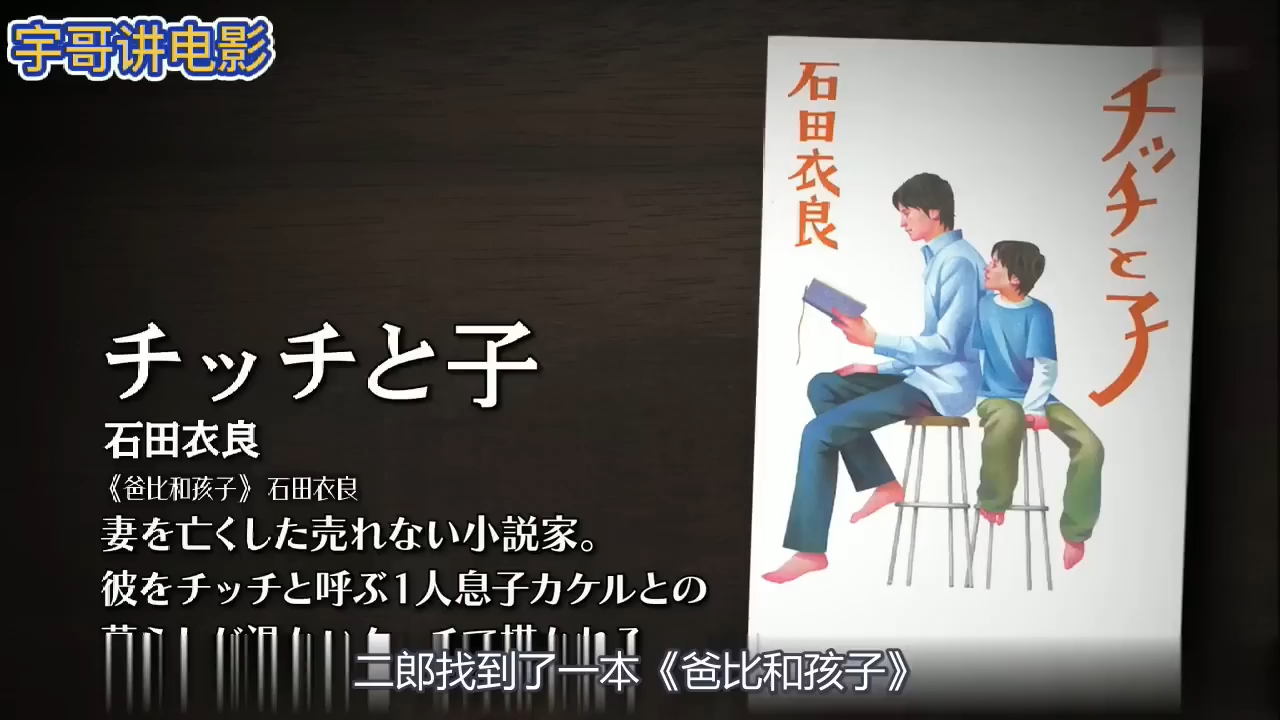 宇哥讲电影
石田衣良
チッチと子
チッチと子
石田衣良
《爸比和孩子》 石田衣良
妻を亡くした売れない小説家。
彼をチッチと呼ぶ1人息子カケルとの
二郎找到了一本《爸比和孩子》